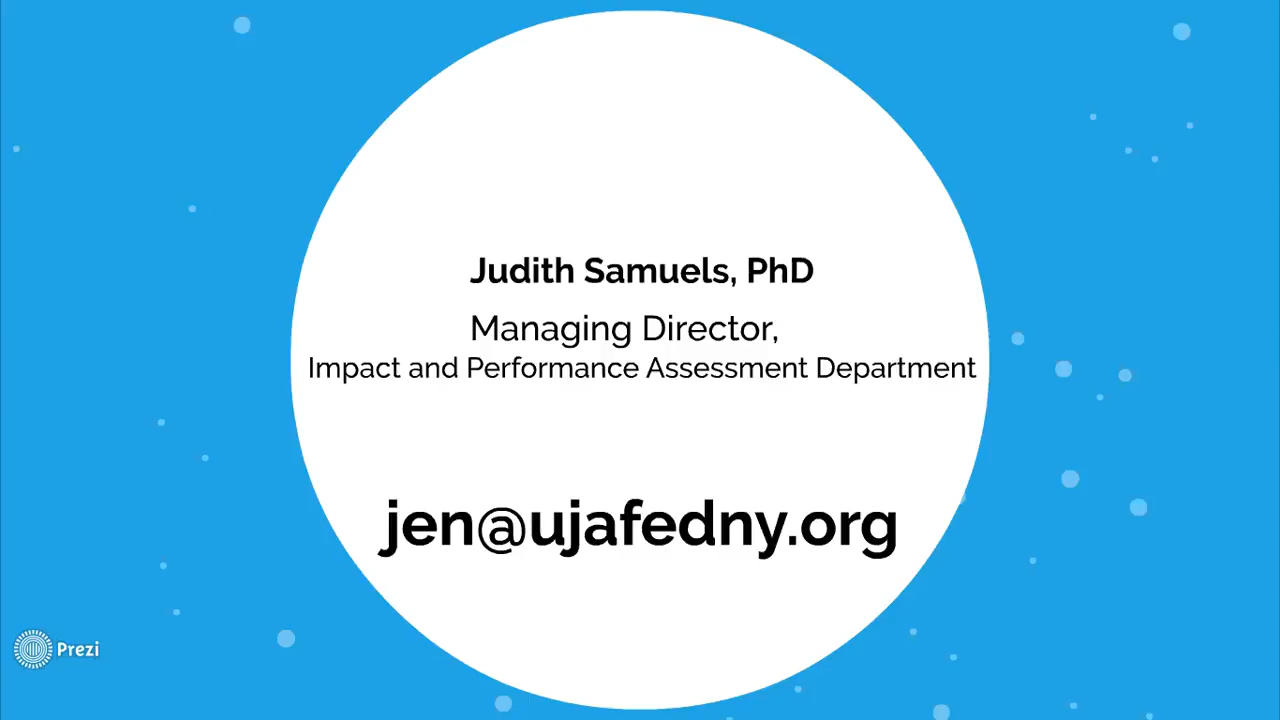 Judith Samuels, PhD
Managing Director,
Impact and Performance Assessment Department
jen@ujafedny.org
Prezi